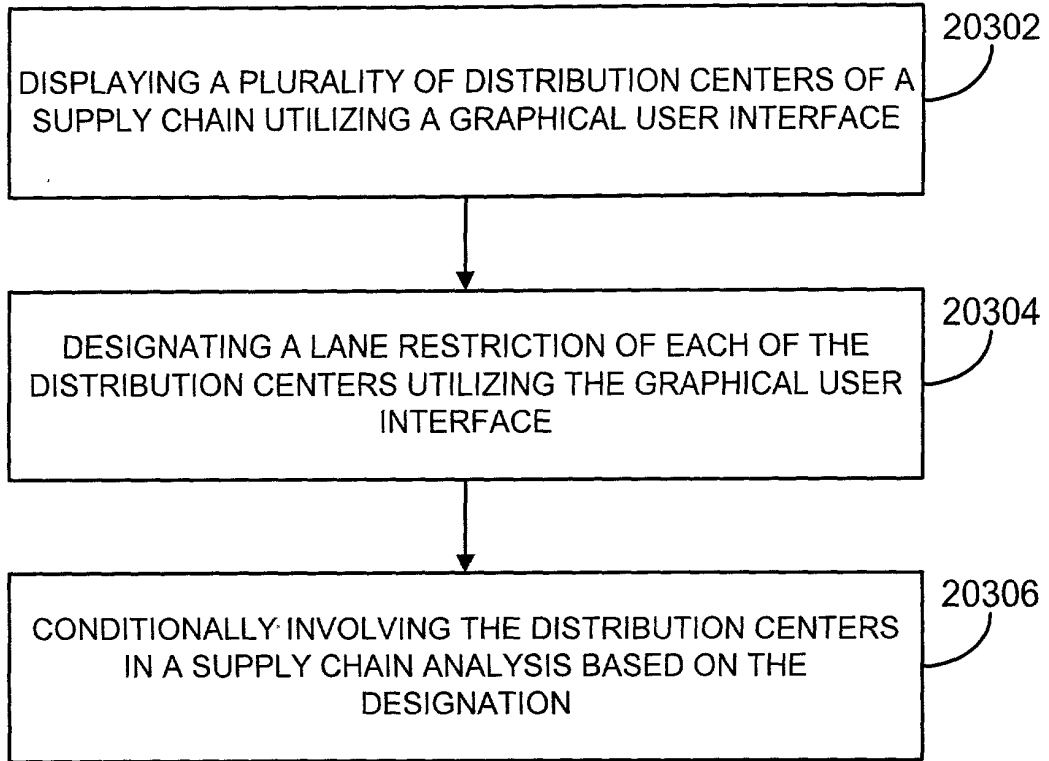 20302
DISPLAYING A PLURALITY OF DISTRIBUTION CENTERS OF A
SUPPLY CHAIN UTILIZING A GRAPHICAL USER INTERFACE
20304
DESIGNATING A LANE RESTRICTION OF EACH OF THE
DISTRIBUTION CENTERS UTILIZING THE GRAPHICAL USER
INTERFACE
20306
CONDITIONALLY INVOLVING THE DISTRIBUTION CENTERS
IN A SUPPLY CHAIN ANALYSIS BASED ON THE
DESIGNATION